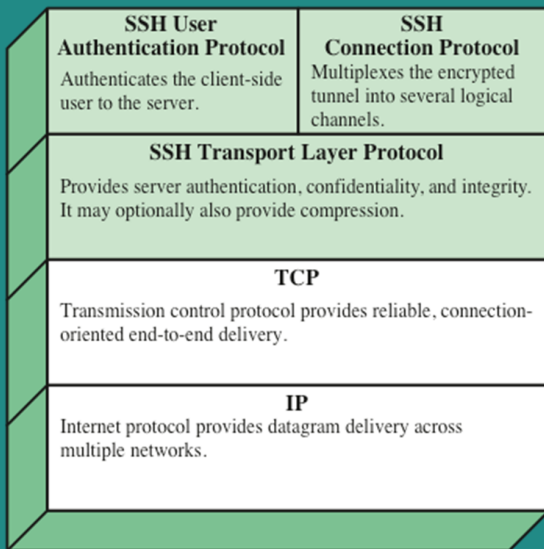 SSH User
Authentication Protocol
Authenticates the client-side
user to the server.
SSH
Connection Protocol
Multiplexes the encrypted
tunnel into several logical
channels.
SSH Transport Layer Protocol
Provides server authentication, confidentiality, and integrity.
It may optionally also provide compression.
TCP
Transmission control protocol provides reliable, connection-
oriented end-to-end delivery.
IP
Internet protocol provides datagram delivery across
multiple networks.